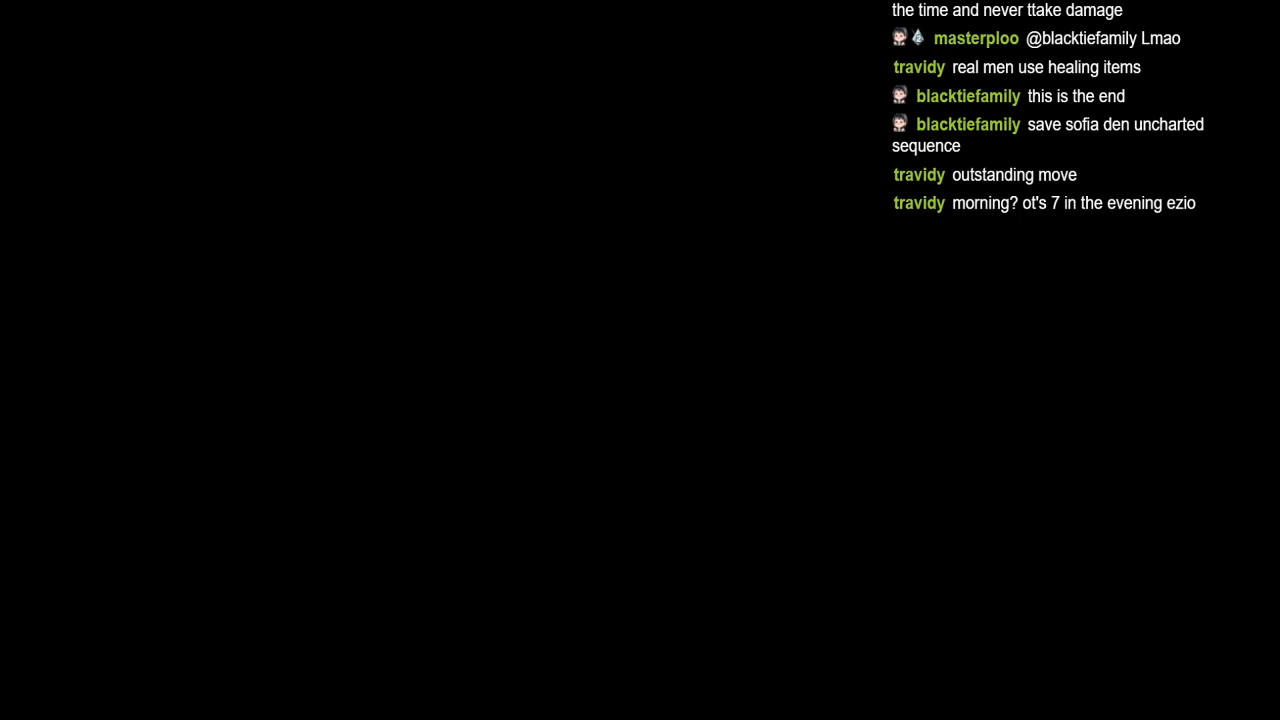 the time and never ttake damage
masterploo @blacktiefamily Lmao
travidy real men use healing items
blacktiefamily this is the end
blacktiefamily save sofia den uncharted
sequence
travidy outstanding move
travidy morning? ot's 7 in the evening ezio